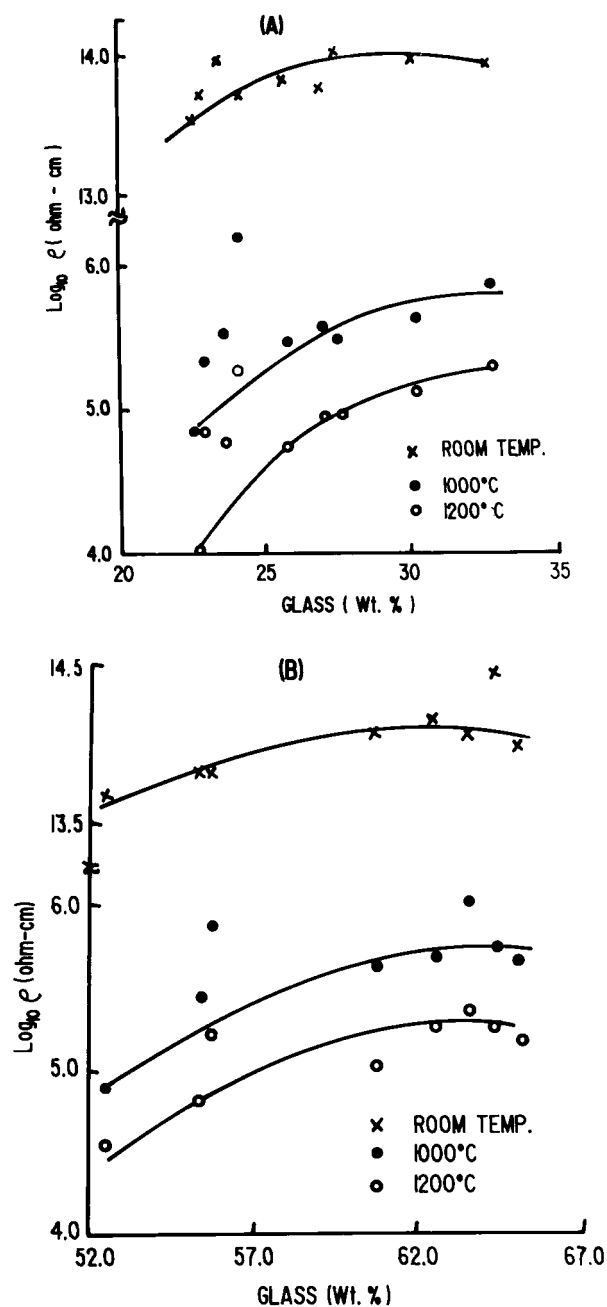 (A)
14.0
13.0
6.0
5.0
4.0
Log10 ρ (ohm - cm)
20 25 30 35
GLASS (Wt. %)
ROOM TEMP.
1000°C
1200°C
(B)
14.5
13.5
6.0
5.0
4.0
Log10 ρ (ohm-cm)
52.0 57.0 62.0 67.0
GLASS (Wt. %)
ROOM TEMP.
1000°C
1200°C